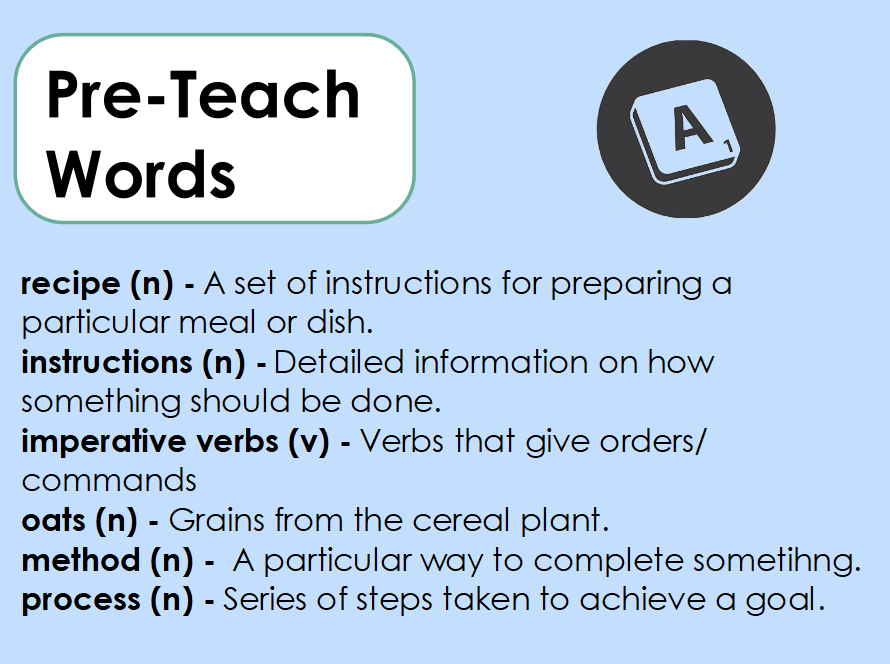 Pre-Teach
Words
A
1
recipe (n) - A set of instructions for preparing a
particular meal or dish.
instructions (n) - Detailed information on how
something should be done.
imperative verbs (v) - Verbs that give orders/
commands
oats (n) - Grains from the cereal plant.
method (n) - A particular way to complete sometihng.
process (n) - Series of steps taken to achieve a goal.